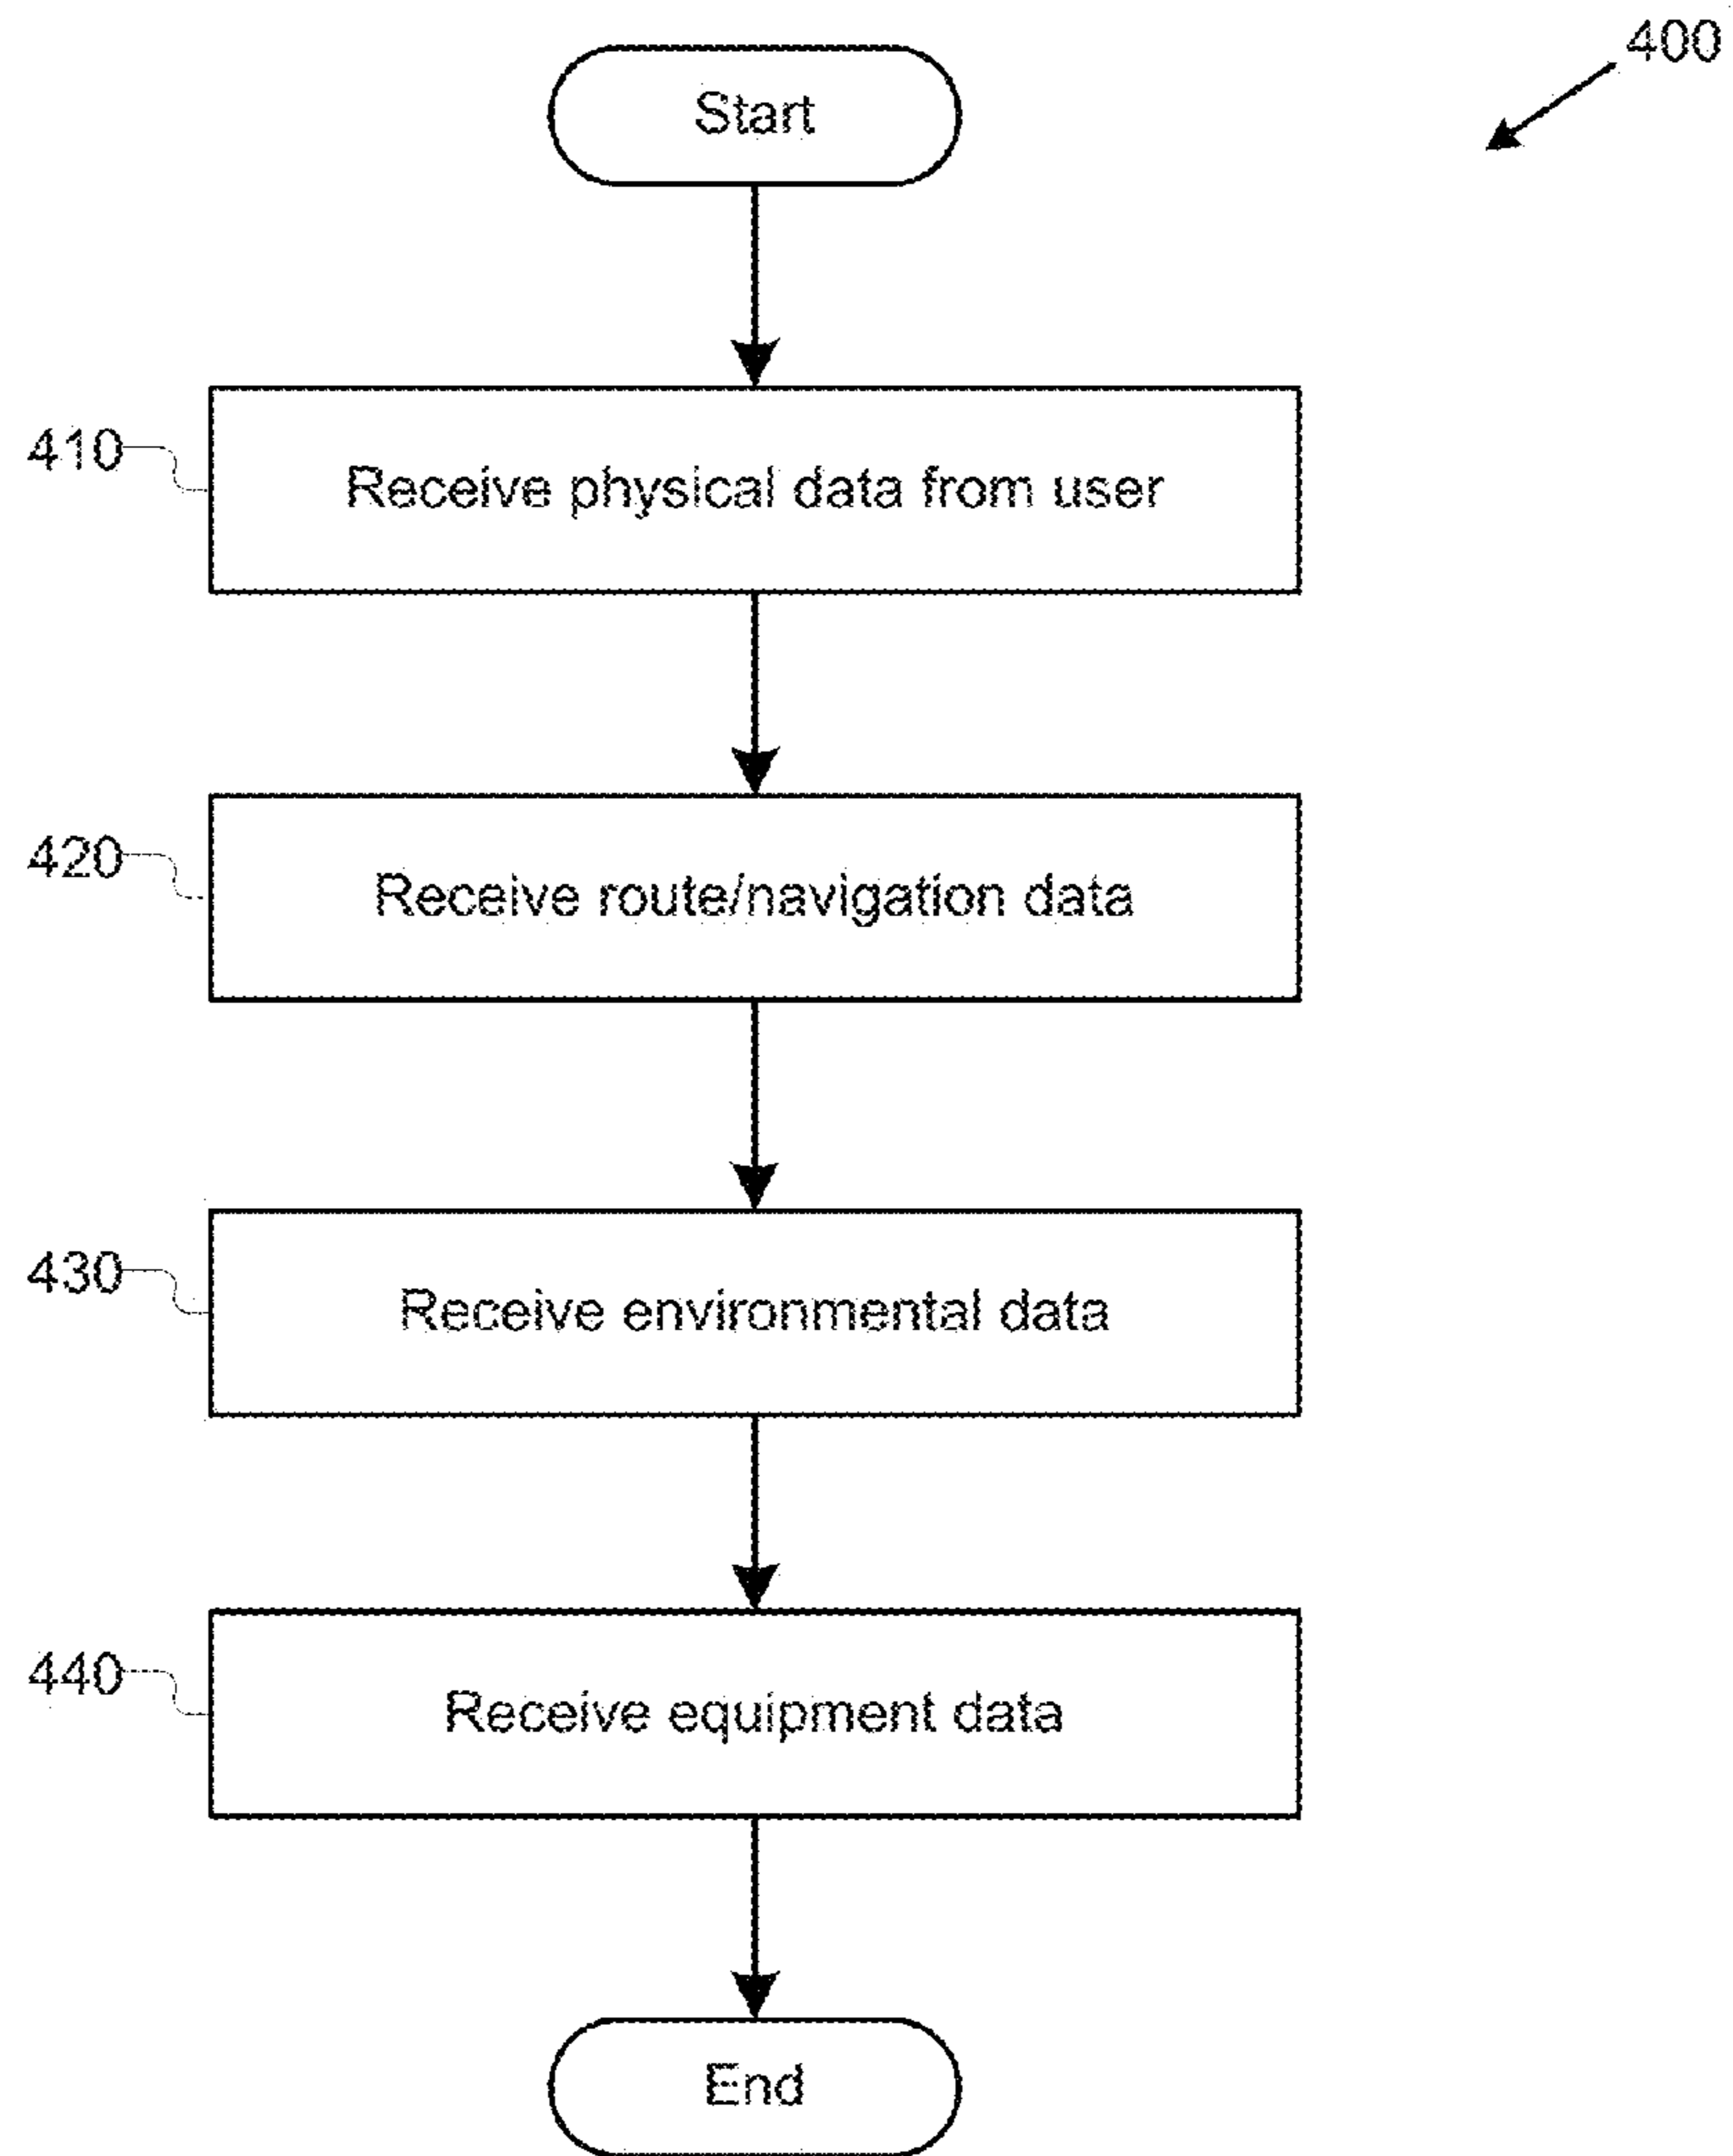 400
Start
410
Receive physical data from user
420
Receive route/navigation data
430
Receive environmental data
440
Receive equipment data
End